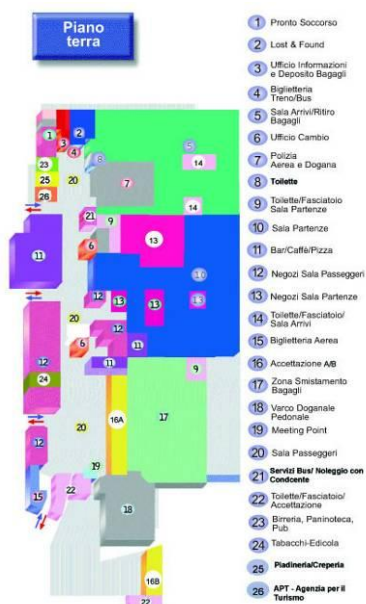 Piano
terra
1 Pronto Soccorso
2 Lost & Found
3 Ufficio Informazioni
e Deposito Bagagli
4 Biglietteria
Treno/Bus
5 Sala Arrivi/Ritiro
Bagagli
6 Ufficio Cambio
7 Polizia
Aerea e Dogana
8 Toilette
9 Toilette/Fasciatoio
Sala Partenze
10 Sala Partenze
11 Bar/Caffè/Pizza
12 Negozi Sala Passeggeri
13 Negozi Sala Partenze
14 Toilette/Fasciatoio/
Sala Arrivi
15 Biglietteria Aerea
16 Accettazione A/B
17 Zona Smistamento
Bagagli
18 Varco Doganale
Pedonale
19 Meeting Point
20 Sala Passeggeri
21 Servizi Bus/ Noleggio con
Condcente
22 Toilette/Fasciatoio/
Accettazione
23 Birreria, Paninoteca,
Pub
24 Tabacchi-Edicola
25 Piadineria/Creperia
26 APT - Agenzia per il
Turismo
1
2
3
4
5
8
23
14
25
20
7
26
21
9
14
11
6
13
10
12
13
13
13
20
12
6
11
11
12
9
24
16A
17
20
12
19
15
22
18
16B
22